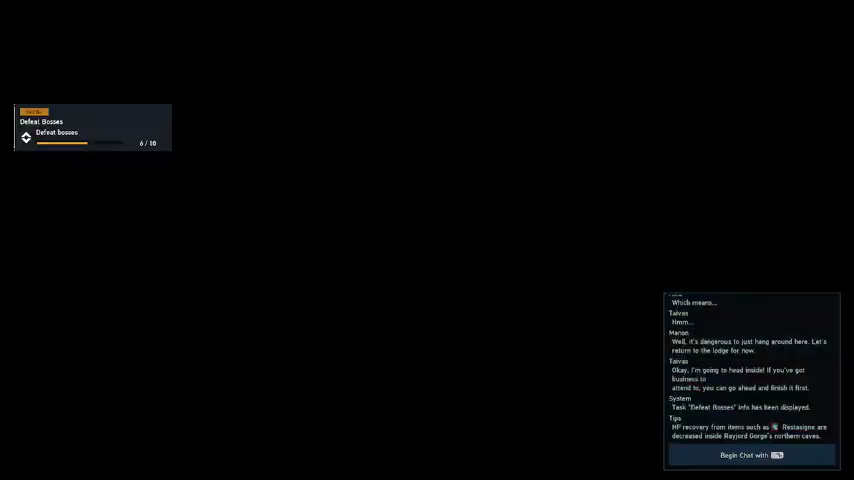 Defeat Bosses
Defeat bosses
6 / 10
Which means...
Taivas
Hmm...
Manon
Well, it's dangerous to just hang around here. Let's
return to the lodge for now.
Taivas
Okay, I'm going to head inside! If you've got
business to
attend to, you can go ahead and finish it first.
System
Task "Defeat Bosses" info has been displayed.
Tips
HP recovery from items such as Restasigne are
decreased inside Rayjord Gorge's northern caves.
Begin Chat with